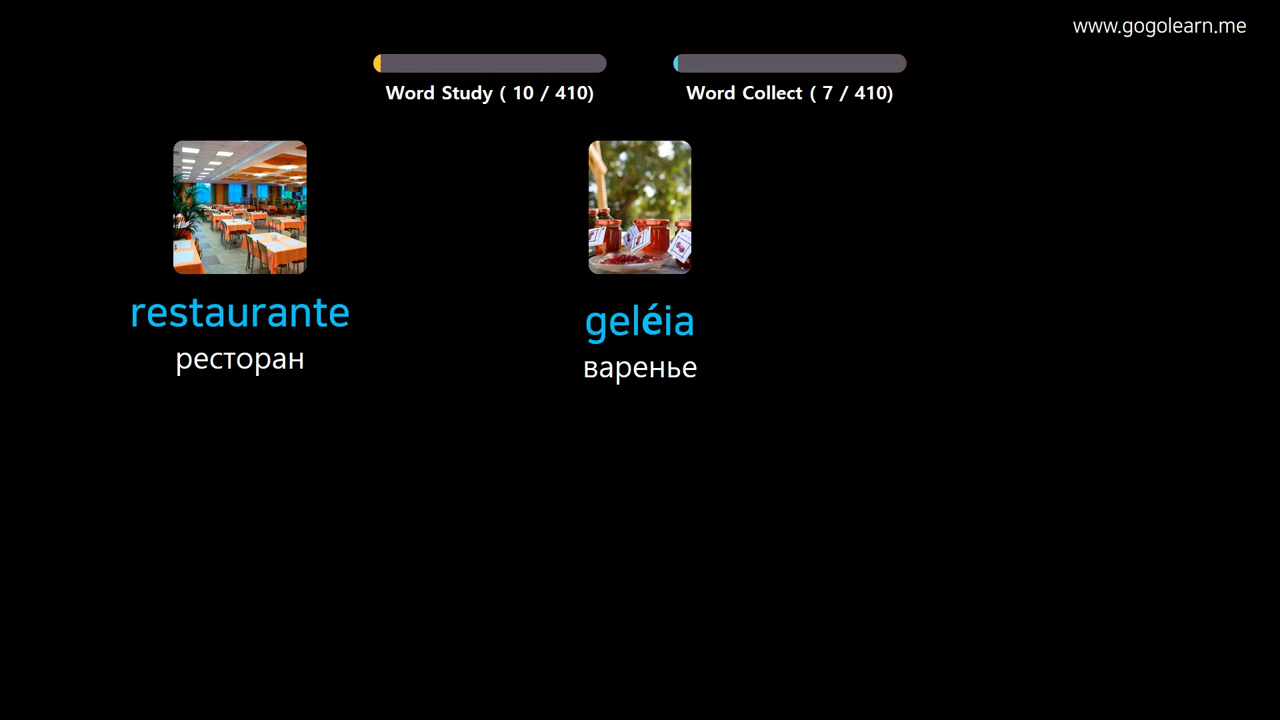 www.gogolearn.me
Word Study ( 10 / 410)
Word Collect ( 7 / 410)
restaurante
ресторан
geléia
варенье